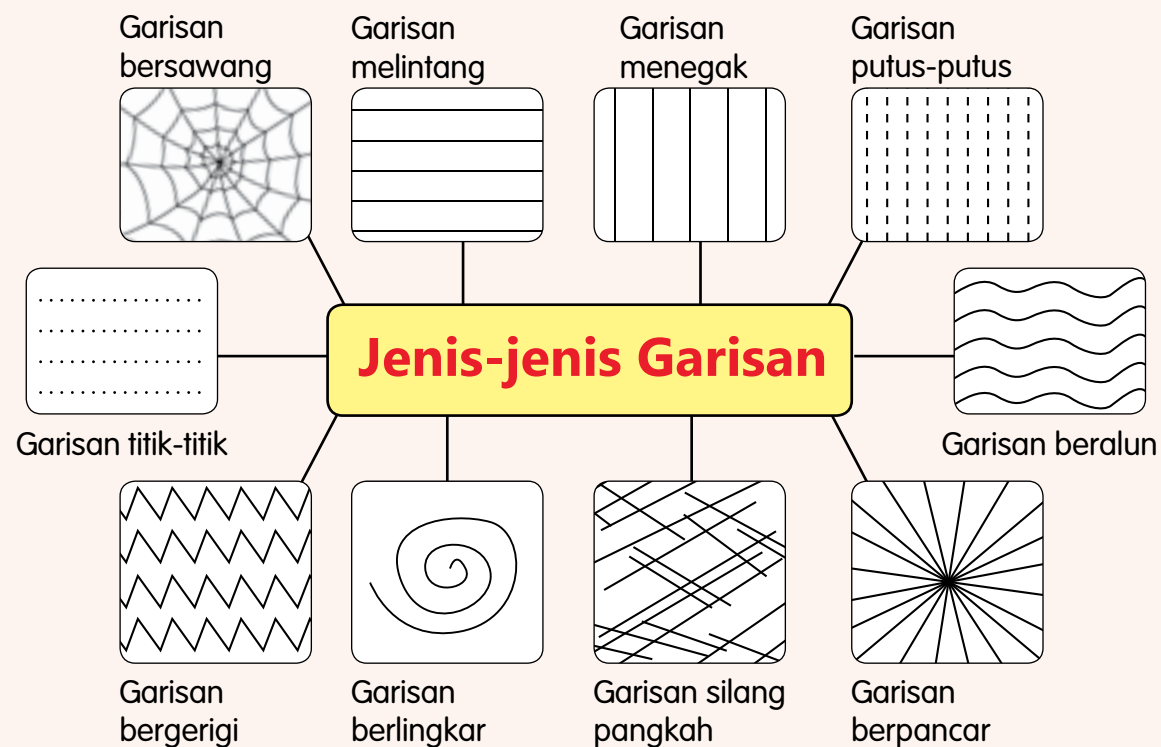 Garisan
bersawang
Garisan
melintang
Garisan
menegak
Garisan
putus-putus
Jenis-jenis Garisan
Garisan titik-titik
Garisan beralun
Garisan
bergerigi
Garisan
berlingkar
Garisan silang
pangkah
Garisan
berpancar